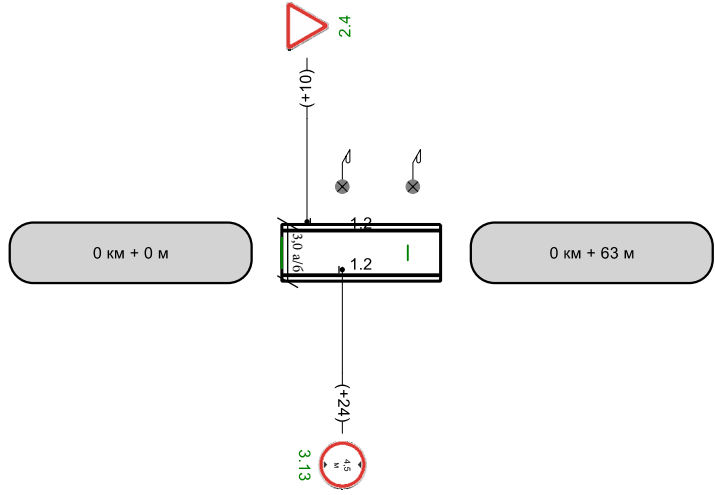 2.4
(+10)
1.2
0 км + 0 м
3,0 а/б
0 км + 63 м
1.2
(+24)
3.13
4,5
м